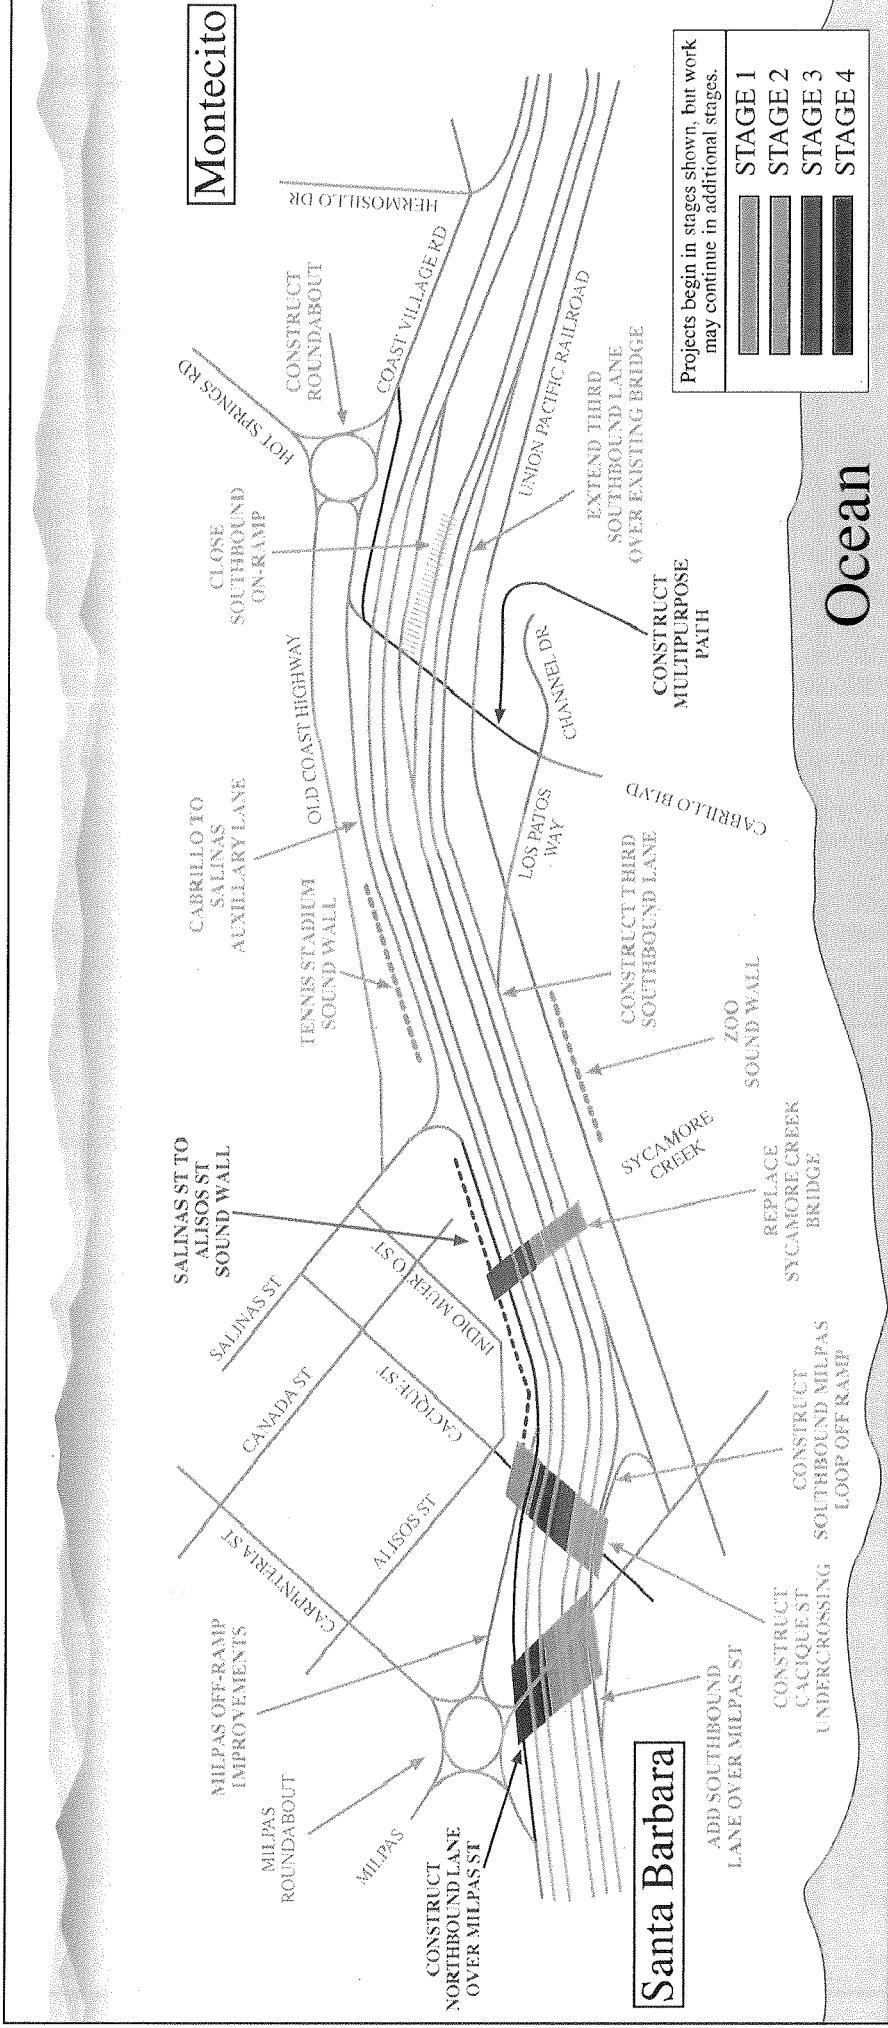 Montecito
HERMOSILLO DR
CONSTRUCT
ROUNDABOUT
COAST VILLAGE RD
HOT SPRINGS RD
CLOSE
SOUTHBOUND
ON-RAMP
UNION PACIFIC RAILROAD
EXTEND THIRD
SOUTHBOUND LANE
OVER EXISTING BRIDGE
Projects begin in stages shown, but work
may continue in additional stages.
STAGE 1
STAGE 2
STAGE 3
STAGE 4
Ocean
OLD COAST HIGHWAY
CABRILLO TO
SALINAS
AUXILLARY LANE
TENNIS STADIUM
SOUND WALL
CHANNEL DR
CONSTRUCT
MULTIPURPOSE
PATH
LOS PATOS
WAY
CABRILLO BLVD
CONSTRUCT THIRD
SOUTHBOUND LANE
ZOO
SOUND WALL
SALINAS ST TO
ALISOS ST
SOUND WALL
SYCAMORE
CREEK
REPLACE
SYCAMORE CREEK
BRIDGE
SALINAS ST
INDIO MUERTO ST
CANADA ST
CACIQUE ST
CARPINTERIA ST
ALISOS ST
CONSTRUCT
SOUTHBOUND MILPAS
LOOP OFF RAMP
CONSTRUCT
CACIQUE ST
UNDERCROSSING
MILPAS OFF-RAMP
IMPROVEMENTS
MILPAS
ROUNDABOUT
MILPAS
ADD SOUTHBOUND
LANE OVER MILPAS ST
CONSTRUCT
NORTHBOUND LANE
OVER MILPAS ST
Santa Barbara